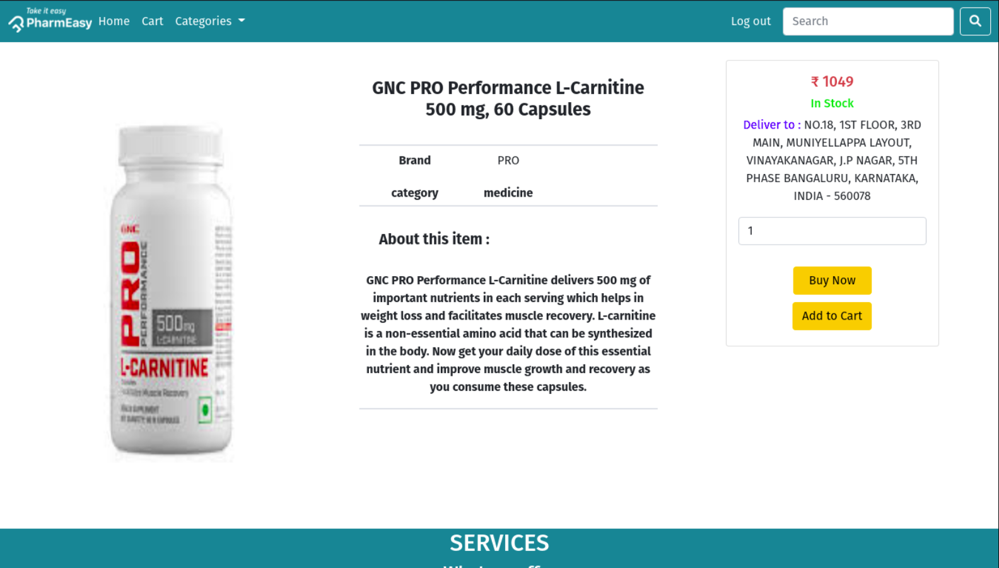 Take it easy
PharmEasy
Home
Cart
Categories
Log out
Search
GNC PRO Performance L-Carnitine
500 mg, 60 Capsules
Brand PRO
category medicine
About this item :
GNC PRO Performance L-Carnitine delivers 500 mg of
important nutrients in each serving which helps in
weight loss and facilitates muscle recovery. L-carnitine
is a non-essential amino acid that can be synthesized
in the body. Now get your daily dose of this essential
nutrient and improve muscle growth and recovery as
you consume these capsules.
₹ 1049
In Stock
Deliver to : NO.18, 1ST FLOOR, 3RD
MAIN, MUNIYELLAPPA LAYOUT,
VINAYAKANAGAR, J.P NAGAR, 5TH
PHASE BANGALURU, KARNATAKA,
INDIA - 560078
1
Buy Now
Add to Cart
GNC
PRO
PERFORMANCE
500mg
L-CARNITINE
L-CARNITINE
Muscle Recovery
SERVICES